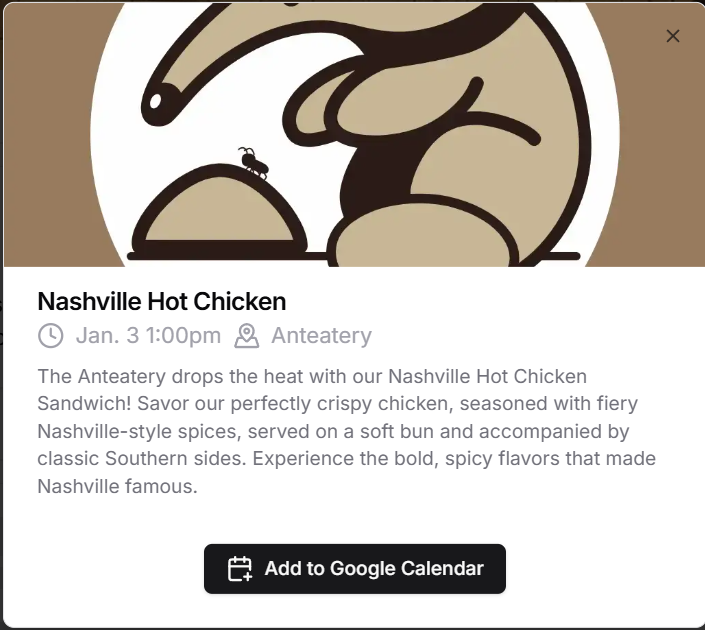 Nashville Hot Chicken
Jan. 3 1:00pm Anteatery
The Anteatery drops the heat with our Nashville Hot Chicken
Sandwich! Savor our perfectly crispy chicken, seasoned with fiery
Nashville-style spices, served on a soft bun and accompanied by
classic Southern sides. Experience the bold, spicy flavors that made
Nashville famous.
Add to Google Calendar